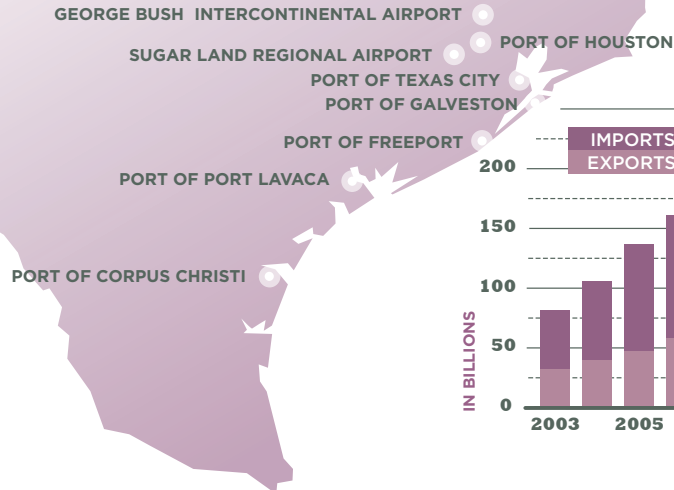 GEORGE BUSH INTERCONTINENTAL AIRPORT
PORT OF HOUSTON
SUGAR LAND REGIONAL AIRPORT
PORT OF TEXAS CITY
PORT OF GALVESTON
PORT OF FREEPORT
PORT OF PORT LAVACA
PORT OF CORPUS CHRISTI
IMPORTS
EXPORTS
200
150
100
50
0
IN BILLIONS
2003 2005